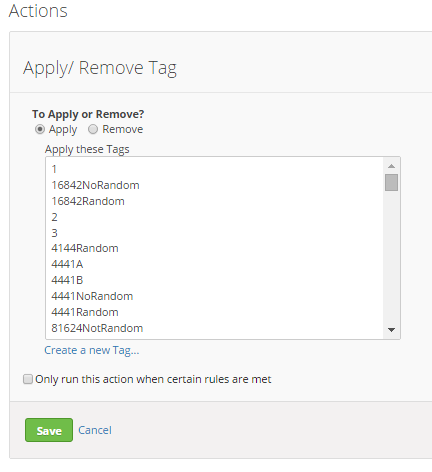 Actions
Apply/ Remove Tag
To Apply or Remove?
Apply Remove
Apply these Tags
1
16842NoRandom
16842Random
2
3
4144Random
4441A
4441B
4441NoRandom
4441Random
81624NotRandom
Create a new Tag...
Only run this action when certain rules are met
Save Cancel